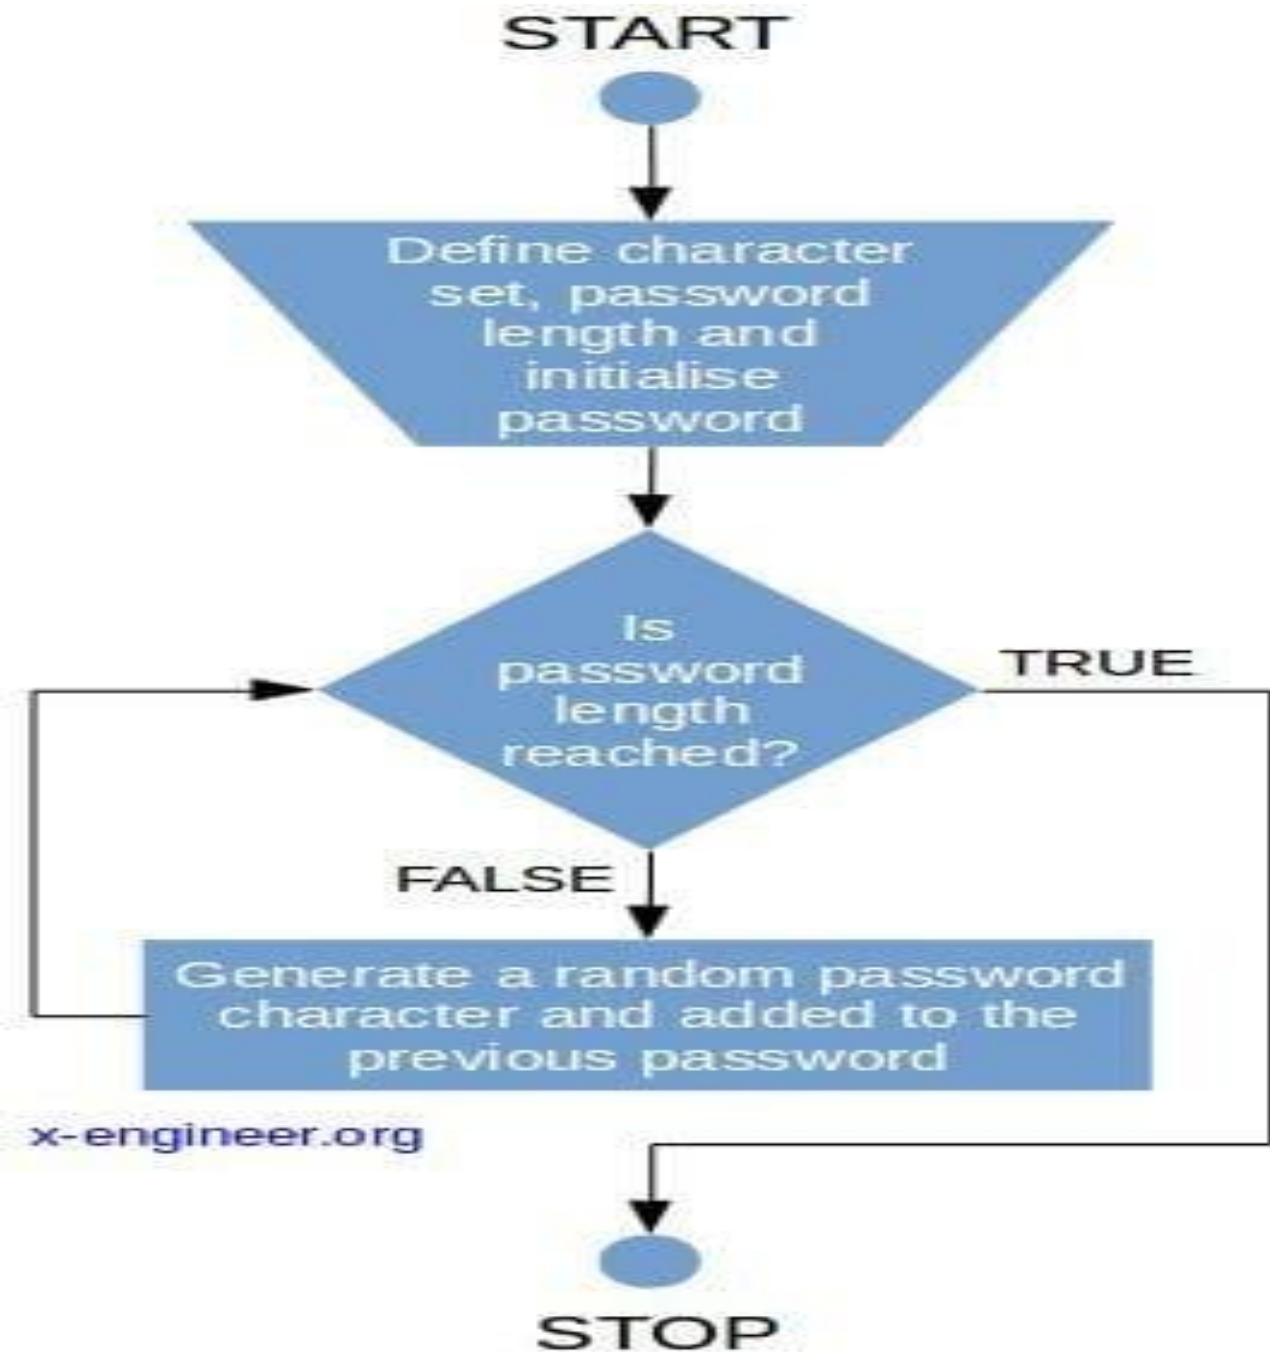 START
Define character
set, password
length and
initialise
password
Is
password
length
reached?
TRUE
FALSE
Generate a random password
character and added to the
previous password
x-engineer.org
STOP